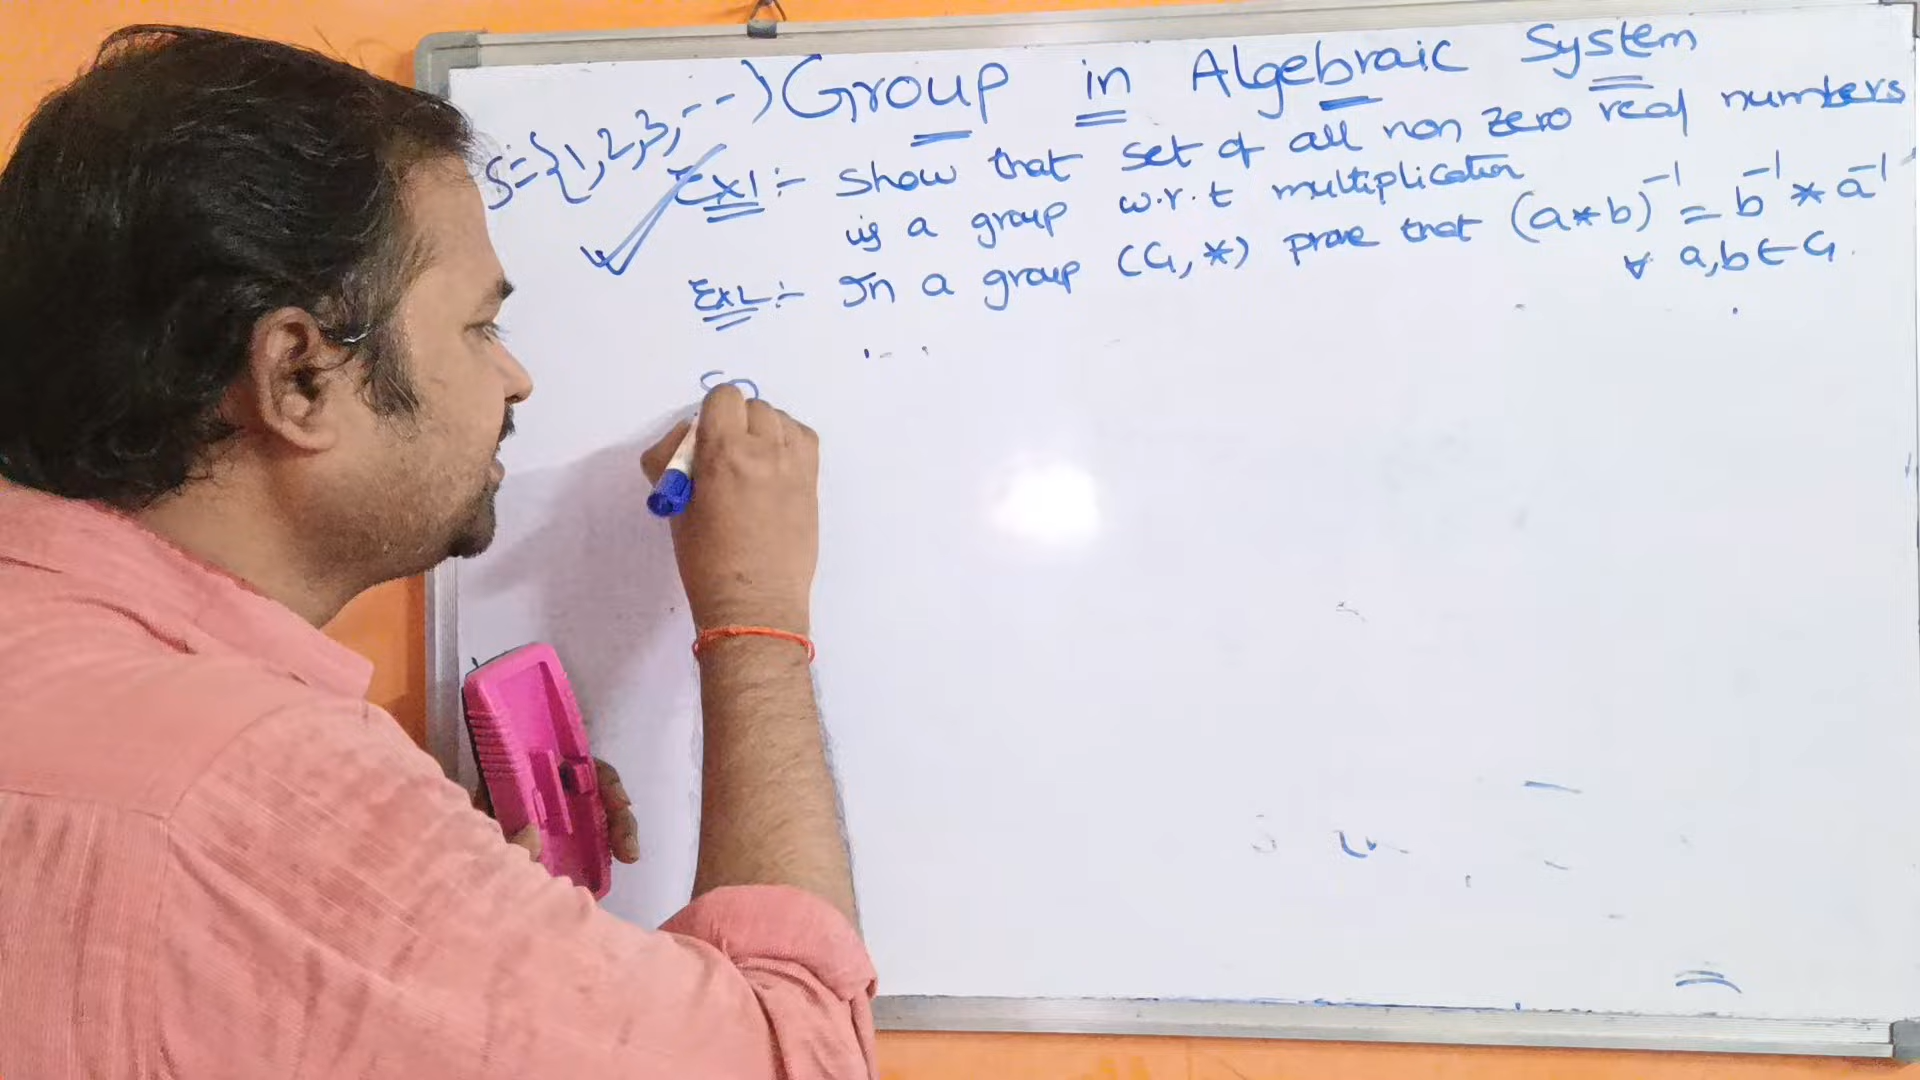 Group in Algebraic System
S={1,2,3,--}
Ex1:- Show that set of all non zero real numbers
is a group w.r.t multiplication
Ex2:- In a group (G,*) prove that (a*b)⁻¹ = b⁻¹ * a⁻¹
∀ a,b ∈ G.
So